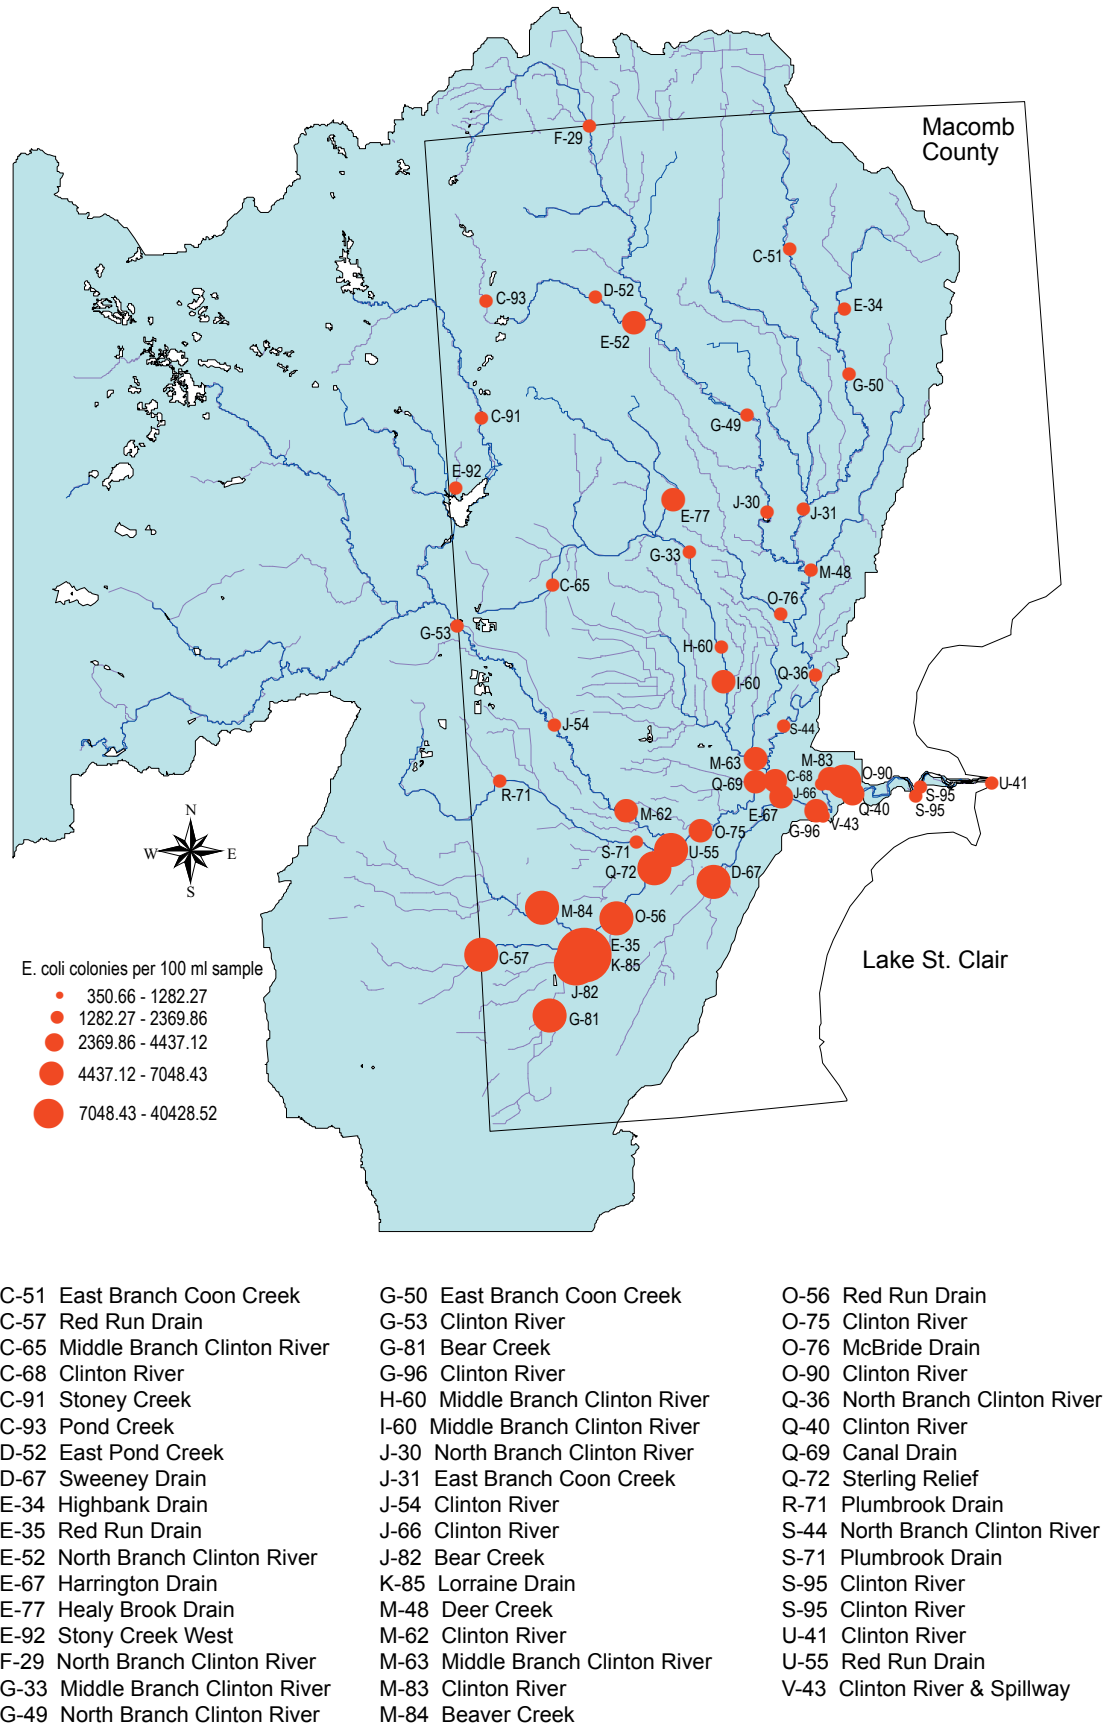 Macomb
County
F-29
C-51
C-93
D-52
E-34
E-52
G-50
C-91
G-49
E-92
E-77
J-30
J-31
G-33
M-48
C-65
O-76
G-53
H-60
Q-36
I-60
J-54
S-44
M-63
M-83
O-90
C-68
Q-69
U-41
R-71
J-66
S-95
S-95
Q-40
E-67
M-62
V-43
G-96
O-75
S-71
U-55
Q-72
D-67
N
W
E
S
M-84
O-56
E-35
C-57
K-85
Lake St. Clair
J-82
G-81
E. coli colonies per 100 ml sample
350.66 - 1282.27
1282.27 - 2369.86
2369.86 - 4437.12
4437.12 - 7048.43
7048.43 - 40428.52
C-51 East Branch Coon Creek
C-57 Red Run Drain
C-65 Middle Branch Clinton River
C-68 Clinton River
C-91 Stoney Creek
C-93 Pond Creek
D-52 East Pond Creek
D-67 Sweeney Drain
E-34 Highbank Drain
E-35 Red Run Drain
E-52 North Branch Clinton River
E-67 Harrington Drain
E-77 Healy Brook Drain
E-92 Stony Creek West
F-29 North Branch Clinton River
G-33 Middle Branch Clinton River
G-49 North Branch Clinton River
G-50 East Branch Coon Creek
G-53 Clinton River
G-81 Bear Creek
G-96 Clinton River
H-60 Middle Branch Clinton River
I-60 Middle Branch Clinton River
J-30 North Branch Clinton River
J-31 East Branch Coon Creek
J-54 Clinton River
J-66 Clinton River
J-82 Bear Creek
K-85 Lorraine Drain
M-48 Deer Creek
M-62 Clinton River
M-63 Middle Branch Clinton River
M-83 Clinton River
M-84 Beaver Creek
O-56 Red Run Drain
O-75 Clinton River
O-76 McBride Drain
O-90 Clinton River
Q-36 North Branch Clinton River
Q-40 Clinton River
Q-69 Canal Drain
Q-72 Sterling Relief
R-71 Plumbrook Drain
S-44 North Branch Clinton River
S-71 Plumbrook Drain
S-95 Clinton River
S-95 Clinton River
U-41 Clinton River
U-55 Red Run Drain
V-43 Clinton River & Spillway